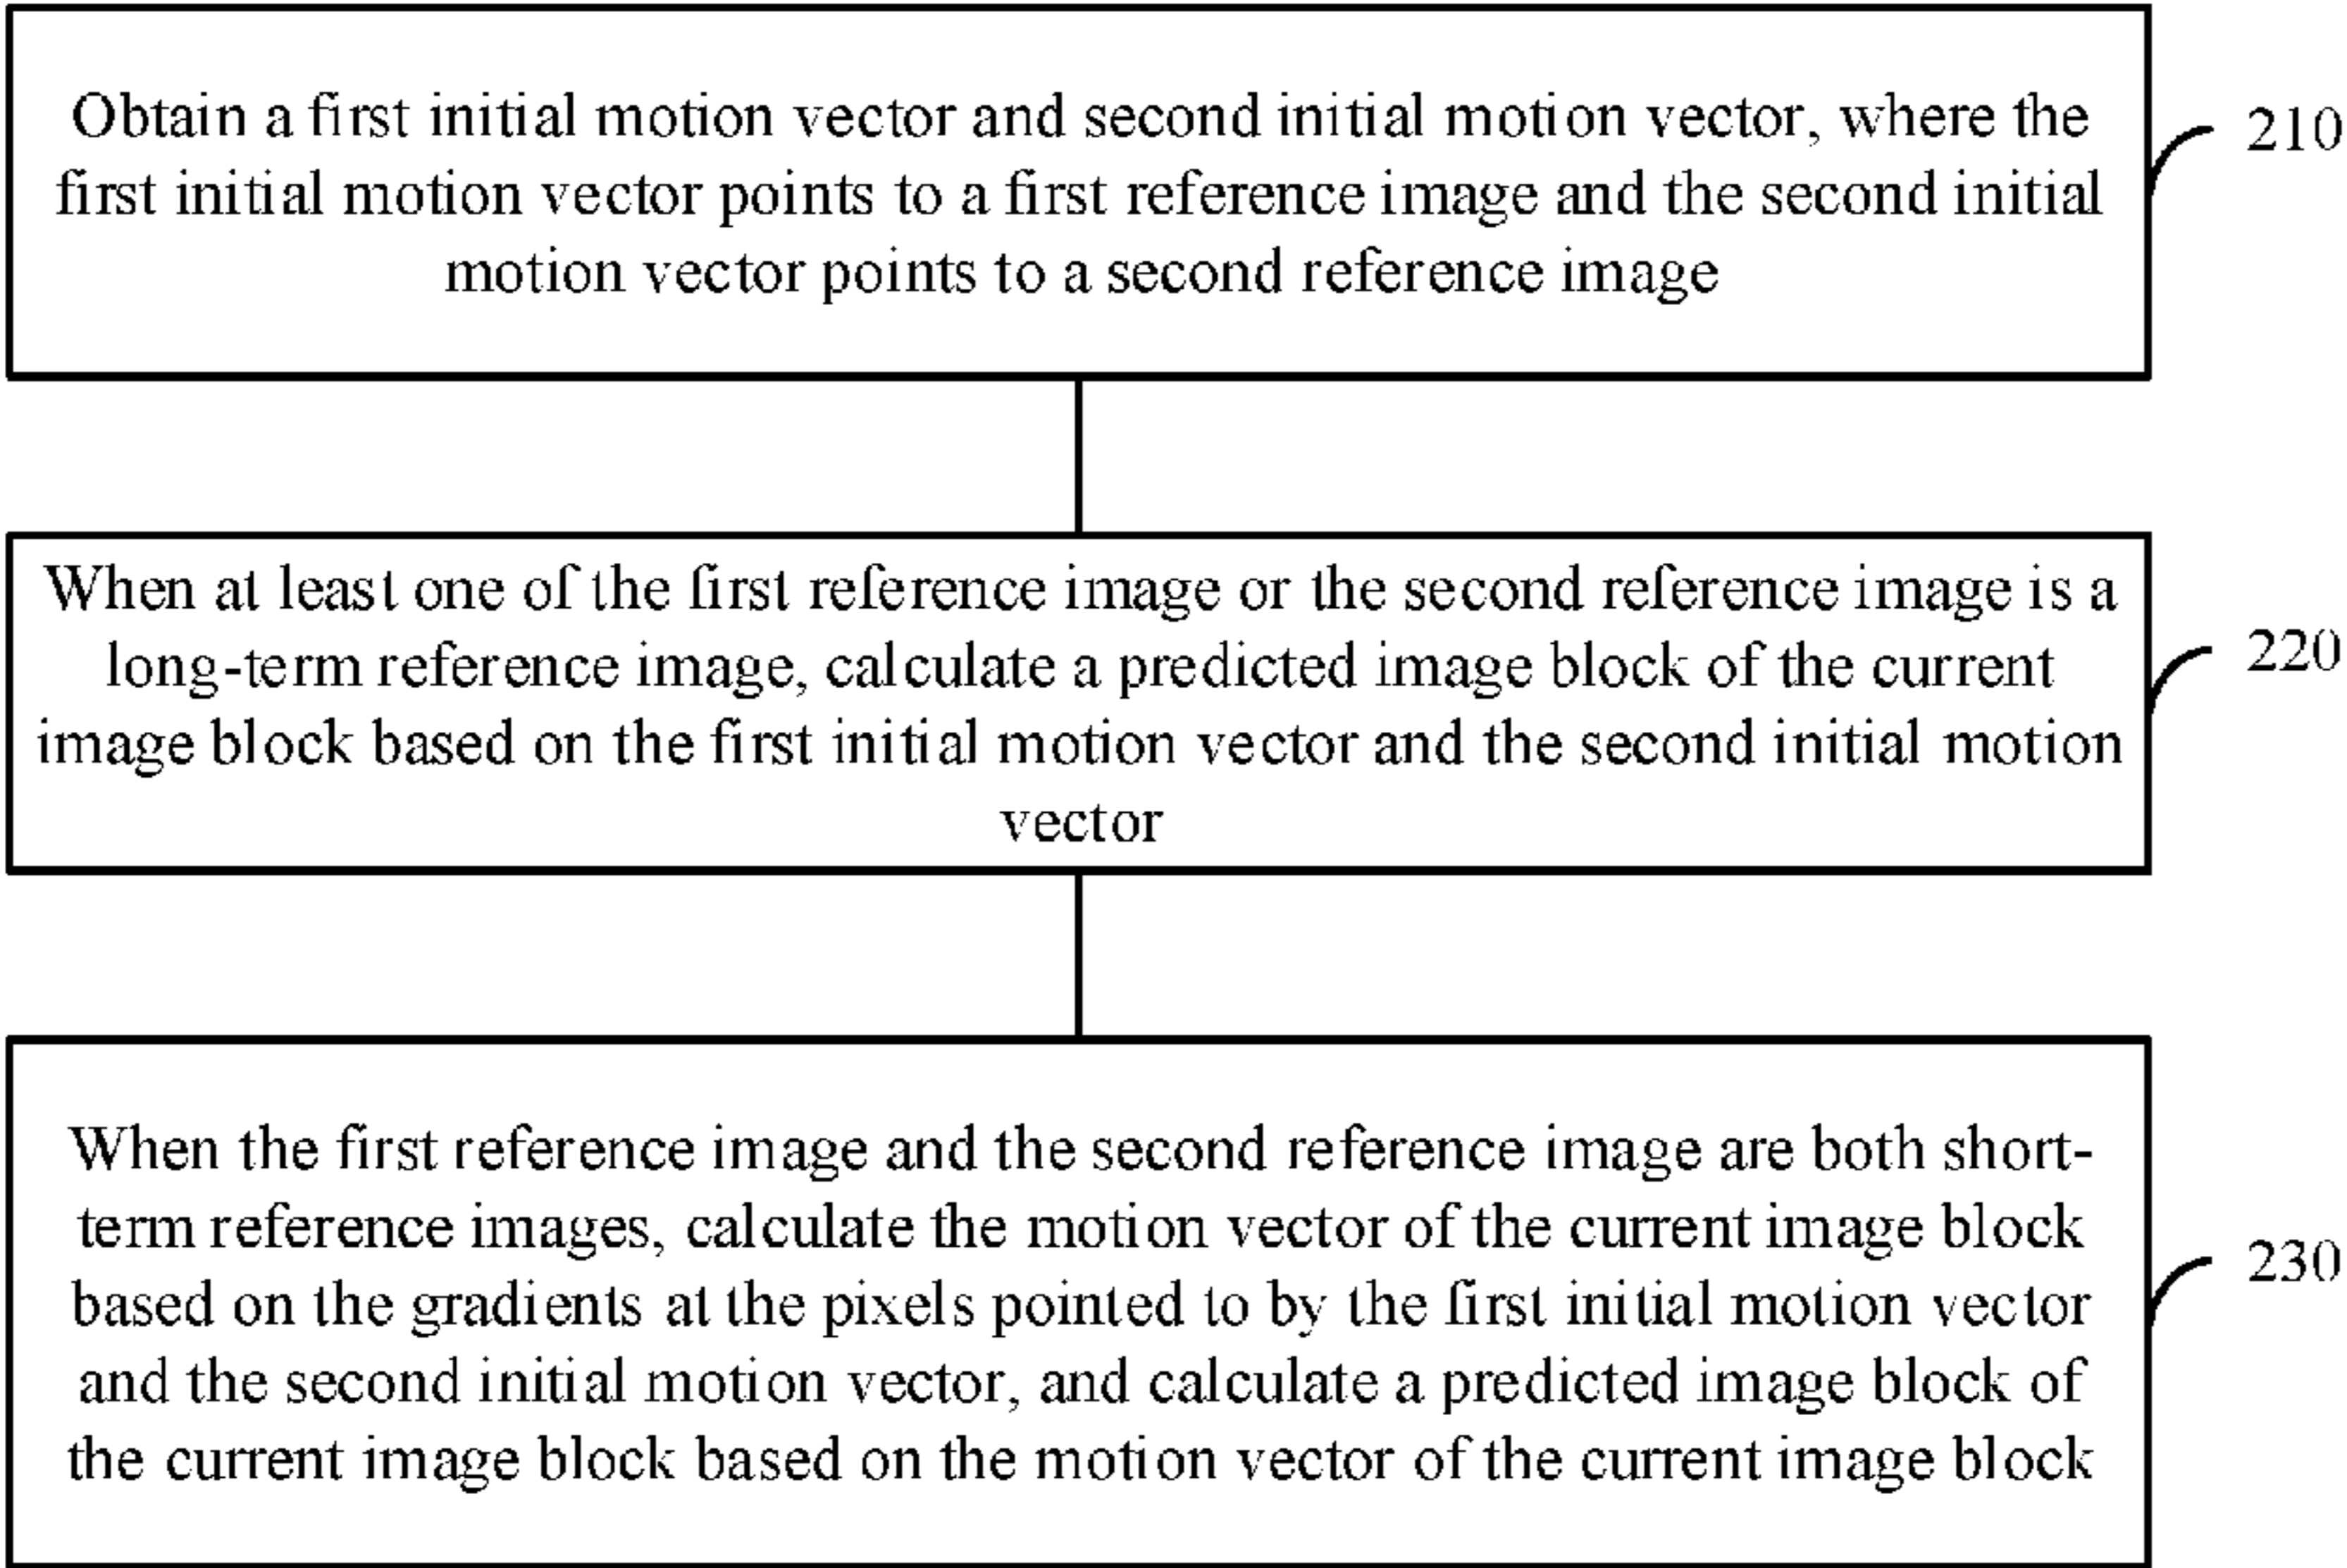 Obtain a first initial motion vector and second initial motion vector, where the
first initial motion vector points to a first reference image and the second initial
motion vector points to a second reference image
210
When at least one of the first reference image or the second reference image is a
long-term reference image, calculate a predicted image block of the current
image block based on the first initial motion vector and the second initial motion
vector
220
When the first reference image and the second reference image are both short-
term reference images, calculate the motion vector of the current image block
based on the gradients at the pixels pointed to by the first initial motion vector
and the second initial motion vector, and calculate a predicted image block of
the current image block based on the motion vector of the current image block
230